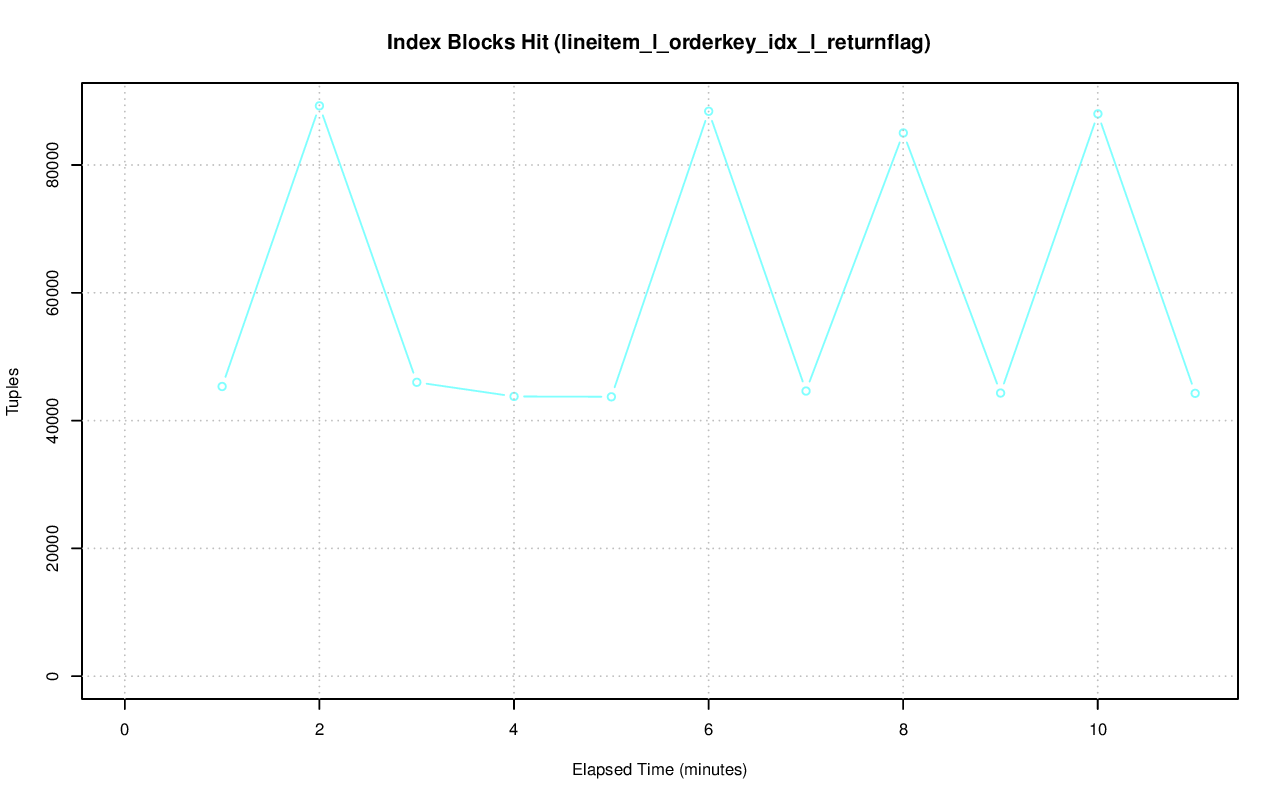 Index Blocks Hit (lineitem_l_orderkey_idx_l_returnflag)
Tuples
80000
60000
40000
20000
0
0 2 4 6 8 10
Elapsed Time (minutes)